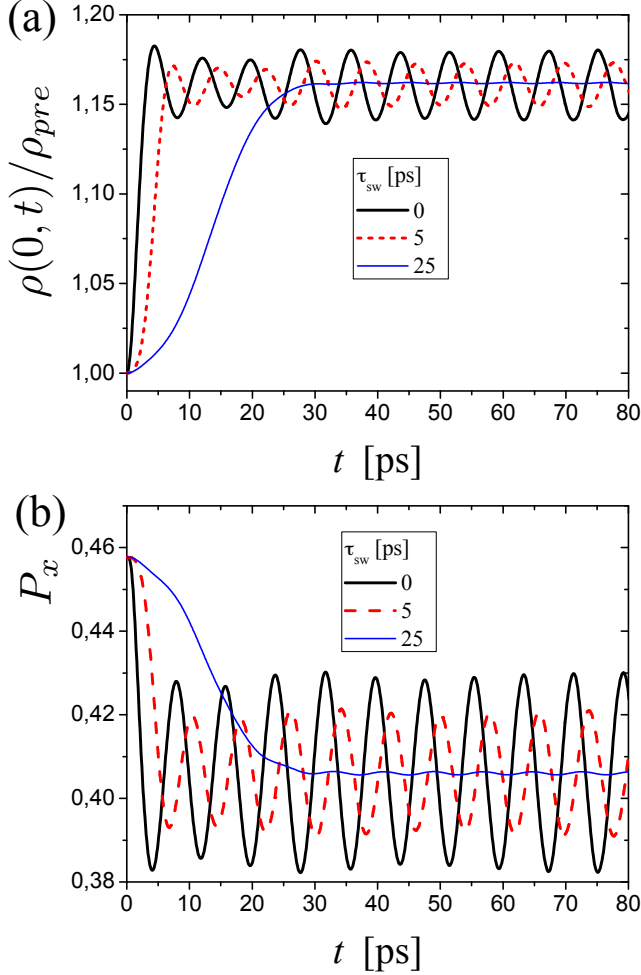 (a)
1,20
1,15
1,10
1,05
1,00
ρ(0, t)/ρ_pre
τ_sw [ps]
0
5
25
0 10 20 30 40 50 60 70 80
t [ps]
(b)
0,46
0,44
0,42
0,40
0,38
P_x
τ_sw [ps]
0
5
25
0 10 20 30 40 50 60 70 80
t [ps]